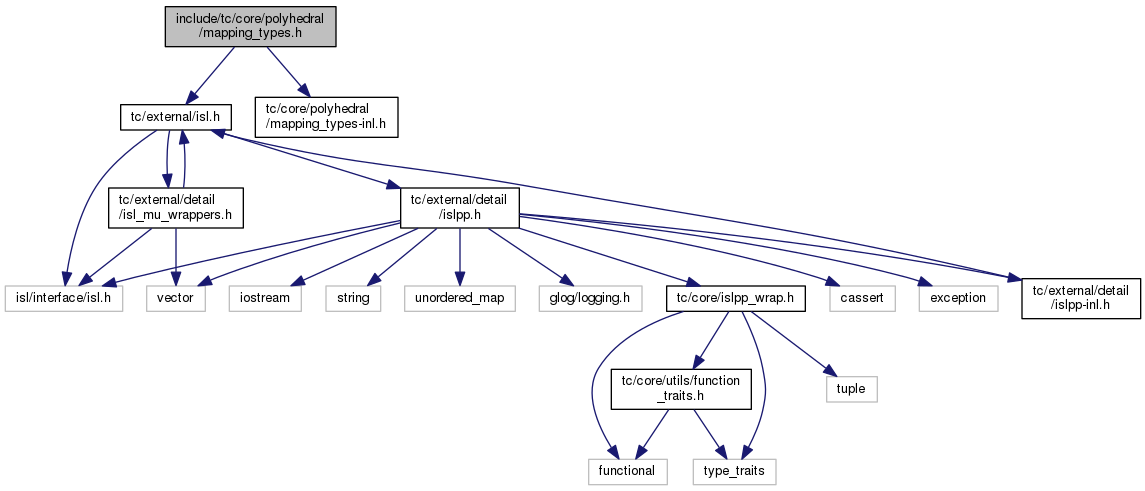 include/tc/core/polyhedral
/mapping_types.h
tc/external/isl.h
tc/core/polyhedral
/mapping_types-inl.h
tc/external/detail
/isl_mu_wrappers.h
tc/external/detail
/islpp.h
isl/interface/isl.h
vector
iostream
string
unordered_map
glog/logging.h
tc/core/islpp_wrap.h
cassert
exception
tc/external/detail
/islpp-inl.h
tc/core/utils/function
_traits.h
tuple
functional
type_traits